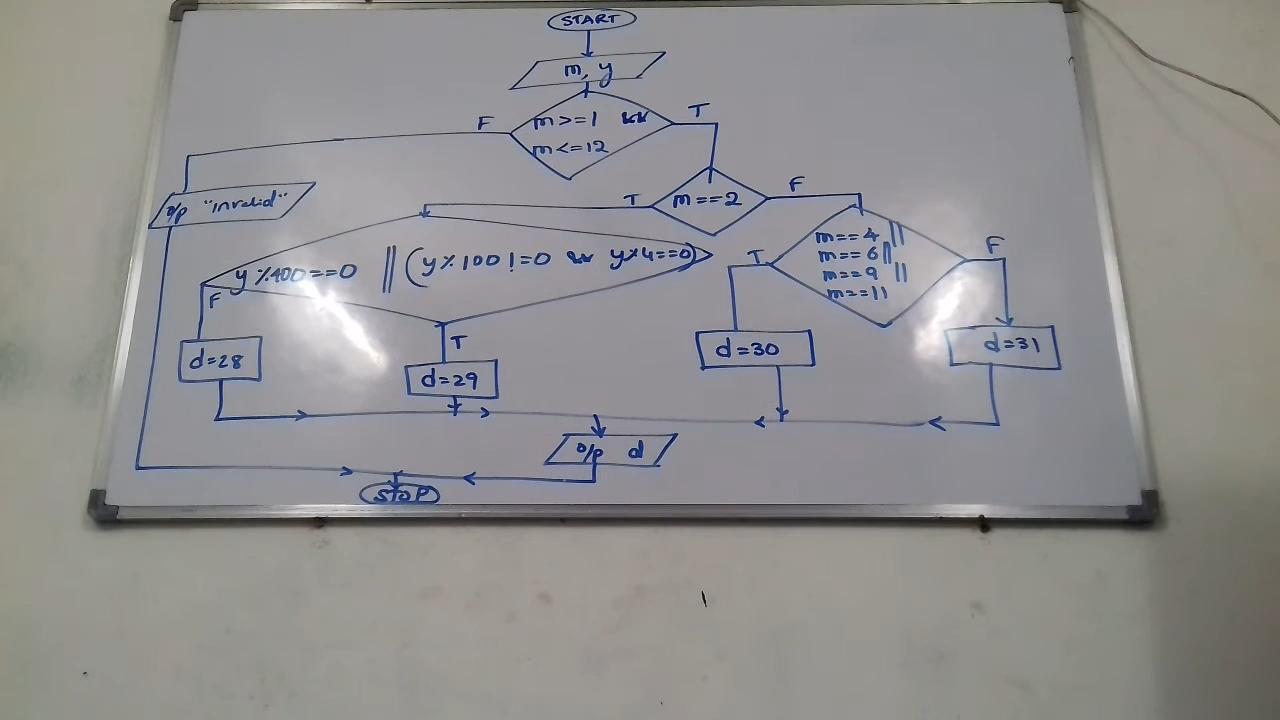 START
m, y
F
m>=1 &&
T
m<=12
o/p "invalid"
T
m==2
F
y%400==0 || (y%100!=0 && y%4==0)
T
m==4 ||
m==6 ||
m==9 ||
m==11
F
F
T
d=28
d=29
d=30
d=31
o/p d
STOP